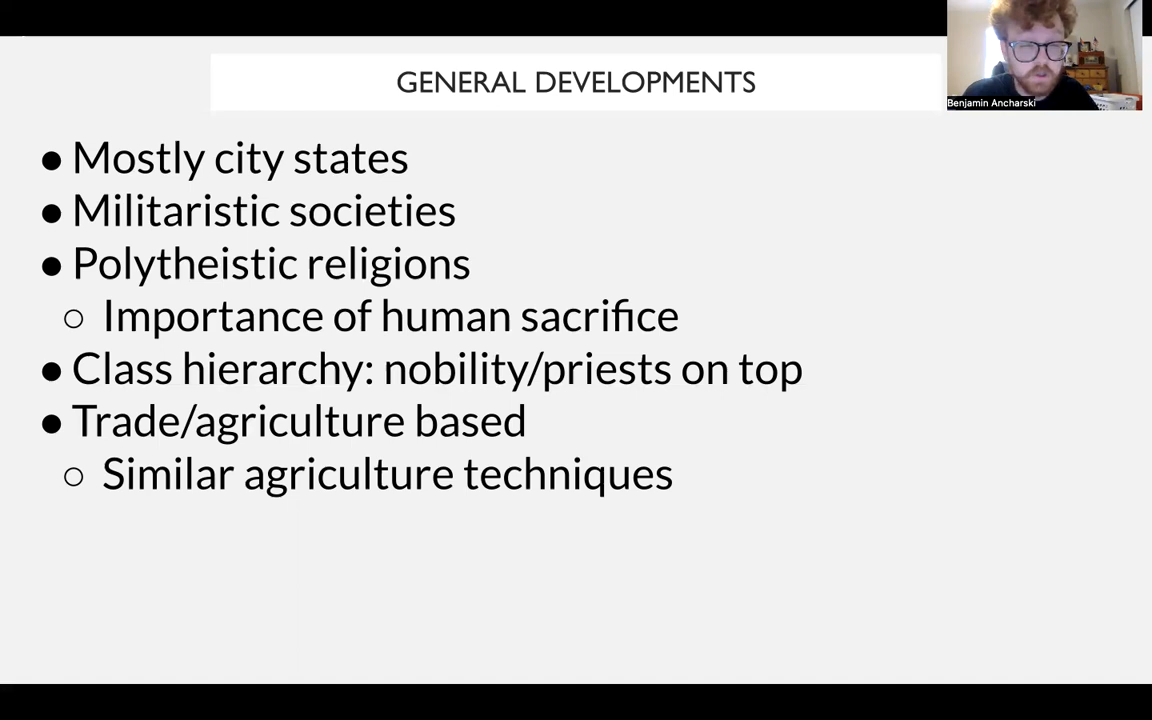 GENERAL DEVELOPMENTS
Benjamin Ancharski
● Mostly city states
● Militaristic societies
● Polytheistic religions
○ Importance of human sacrifice
● Class hierarchy: nobility/priests on top
● Trade/agriculture based
○ Similar agriculture techniques